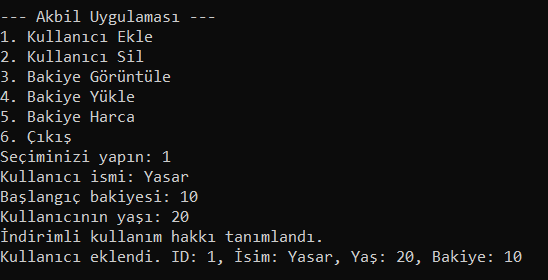 --- Akbil Uygulaması ---
1. Kullanıcı Ekle
2. Kullanıcı Sil
3. Bakiye Görüntüle
4. Bakiye Yükle
5. Bakiye Harca
6. Çıkış
Seçiminizi yapın: 1
Kullanıcı ismi: Yasar
Başlangıç bakiyesi: 10
Kullanıcının yaşı: 20
İndirimli kullanım hakkı tanımlandı.
Kullanıcı eklendi. ID: 1, İsim: Yasar, Yaş: 20, Bakiye: 10